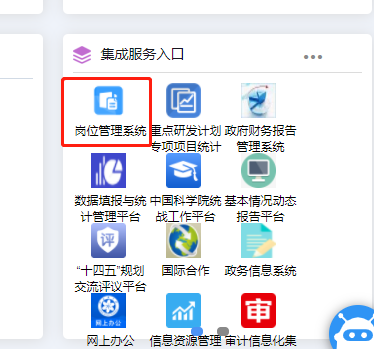 集成服务入口
岗位管理系统
重点研发计划
专项项目统计
政府财务报告
管理系统
数据填报与统
计管理平台
中国科学院统
战工作平台
基本情况动态
报告平台
评
“十四五”规划
交流评议平台
国际合作
政务信息系统
网上办公
网上办公
信息资源管理
审
审计信息化集